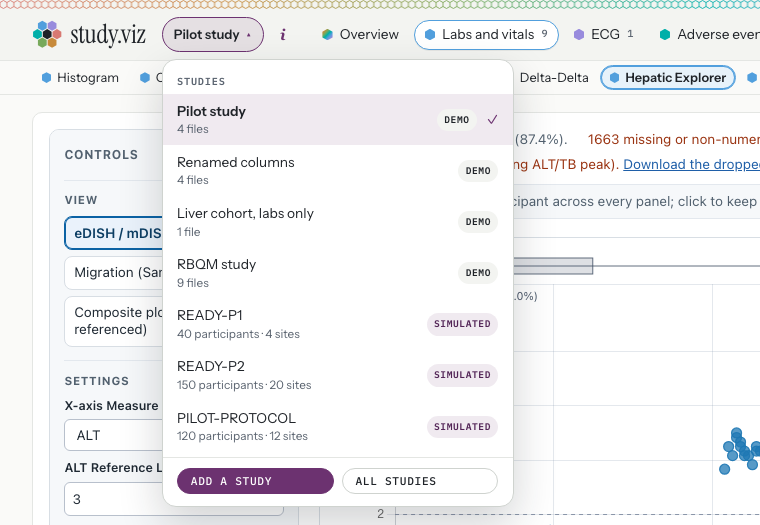 study.viz
Pilot study
i
Overview
Labs and vitals 9
ECG 1
Adverse even
Histogram
C
Delta-Delta
Hepatic Explorer
STUDIES
Pilot study
4 files
DEMO
Renamed columns
4 files
DEMO
Liver cohort, labs only
1 file
DEMO
RBQM study
9 files
DEMO
READY-P1
40 participants · 4 sites
SIMULATED
READY-P2
150 participants · 20 sites
SIMULATED
PILOT-PROTOCOL
120 participants · 12 sites
SIMULATED
ADD A STUDY
ALL STUDIES
CONTROLS
VIEW
eDISH / mDIS
Migration (San
Composite plo
referenced)
SETTINGS
X-axis Measure
ALT
ALT Reference L
3
(87.4%). 1663 missing or non-numer
ng ALT/TB peak). Download the droppe
cipant across every panel; click to keep
.0%)
2